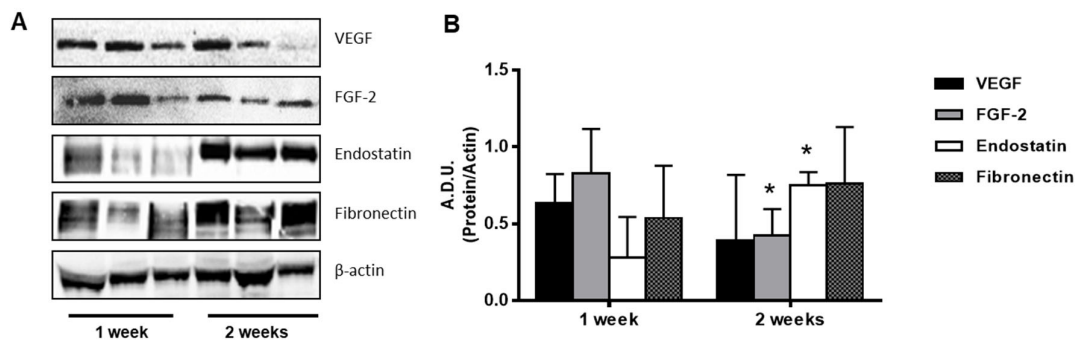 A
VEGF
FGF-2
Endostatin
Fibronectin
β-actin
1 week
2 weeks
B
A.D.U.
(Protein/Actin)
1.5
1.0
0.5
0.0
*
*
1 week
2 weeks
VEGF
FGF-2
Endostatin
Fibronectin